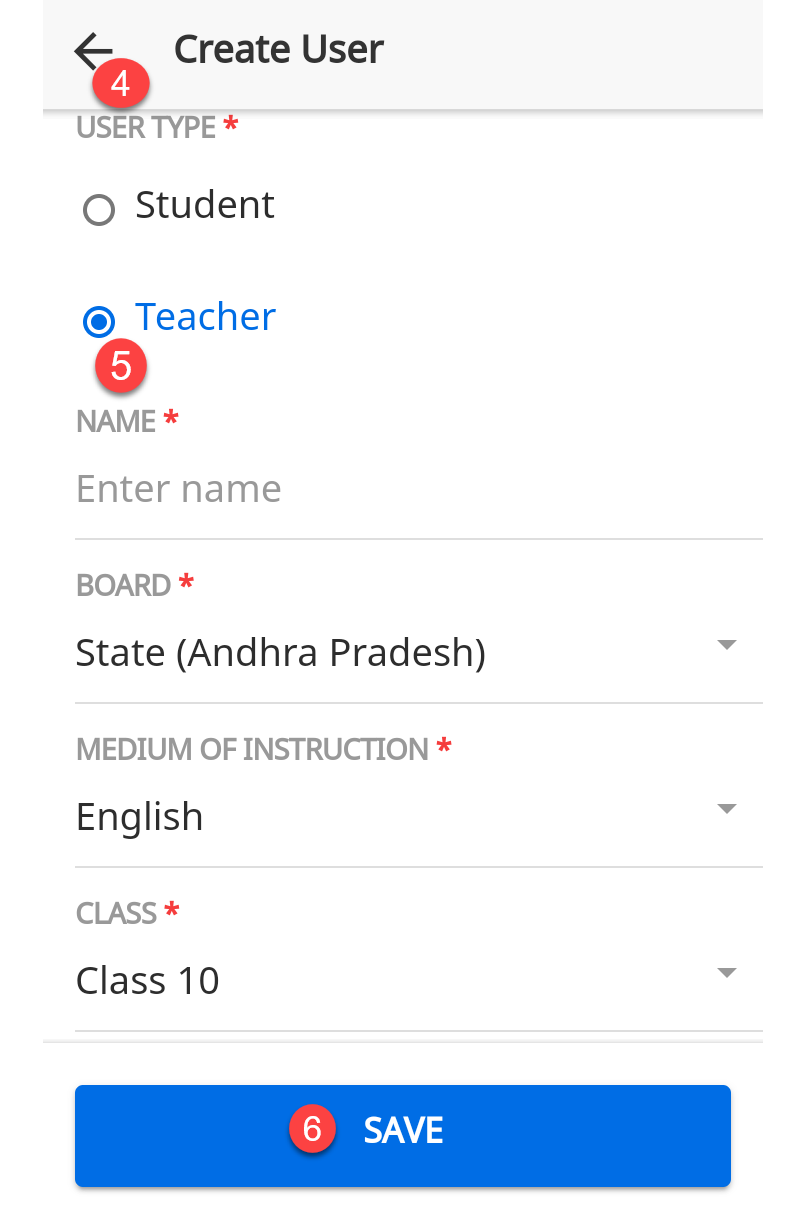 Create User
4
USER TYPE *
Student
Teacher
5
NAME *
Enter name
BOARD *
State (Andhra Pradesh)
MEDIUM OF INSTRUCTION *
English
CLASS *
Class 10
6 SAVE